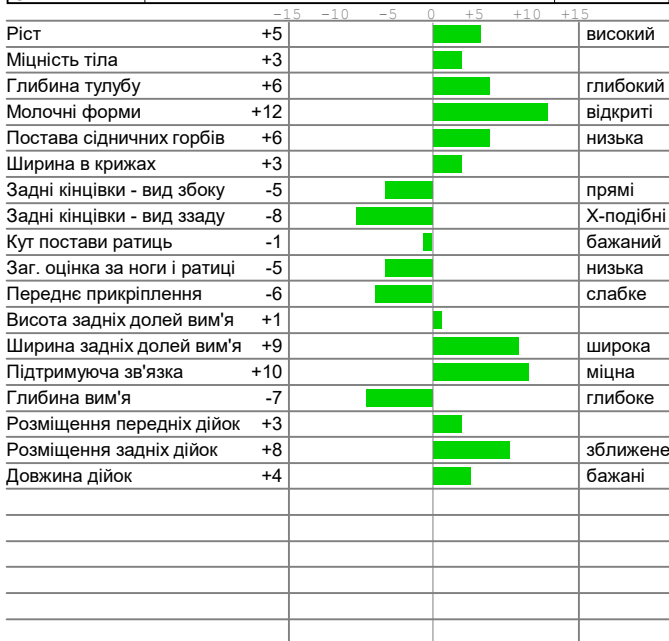 -15 -10 -5 0 +5 +10 +15
Ріст +5 високий
Міцність тіла +3
Глибина тулубу +6 глибокий
Молочні форми +12 відкриті
Постава сідничних горбів +6 низька
Ширина в крижах +3
Задні кінцівки - вид збоку -5 прямі
Задні кінцівки - вид ззаду -8 Х-подібні
Кут постави ратиць -1 бажаний
Заг. оцінка за ноги і ратиці -5 низька
Переднє прикріплення -6 слабке
Висота задніх долей вим'я +1
Ширина задніх долей вим'я +9 широка
Підтримуюча зв'язка +10 міцна
Глибина вим'я -7 глибоке
Розміщення передніх дійок +3
Розміщення задніх дійок +8 зближене
Довжина дійок +4 бажані